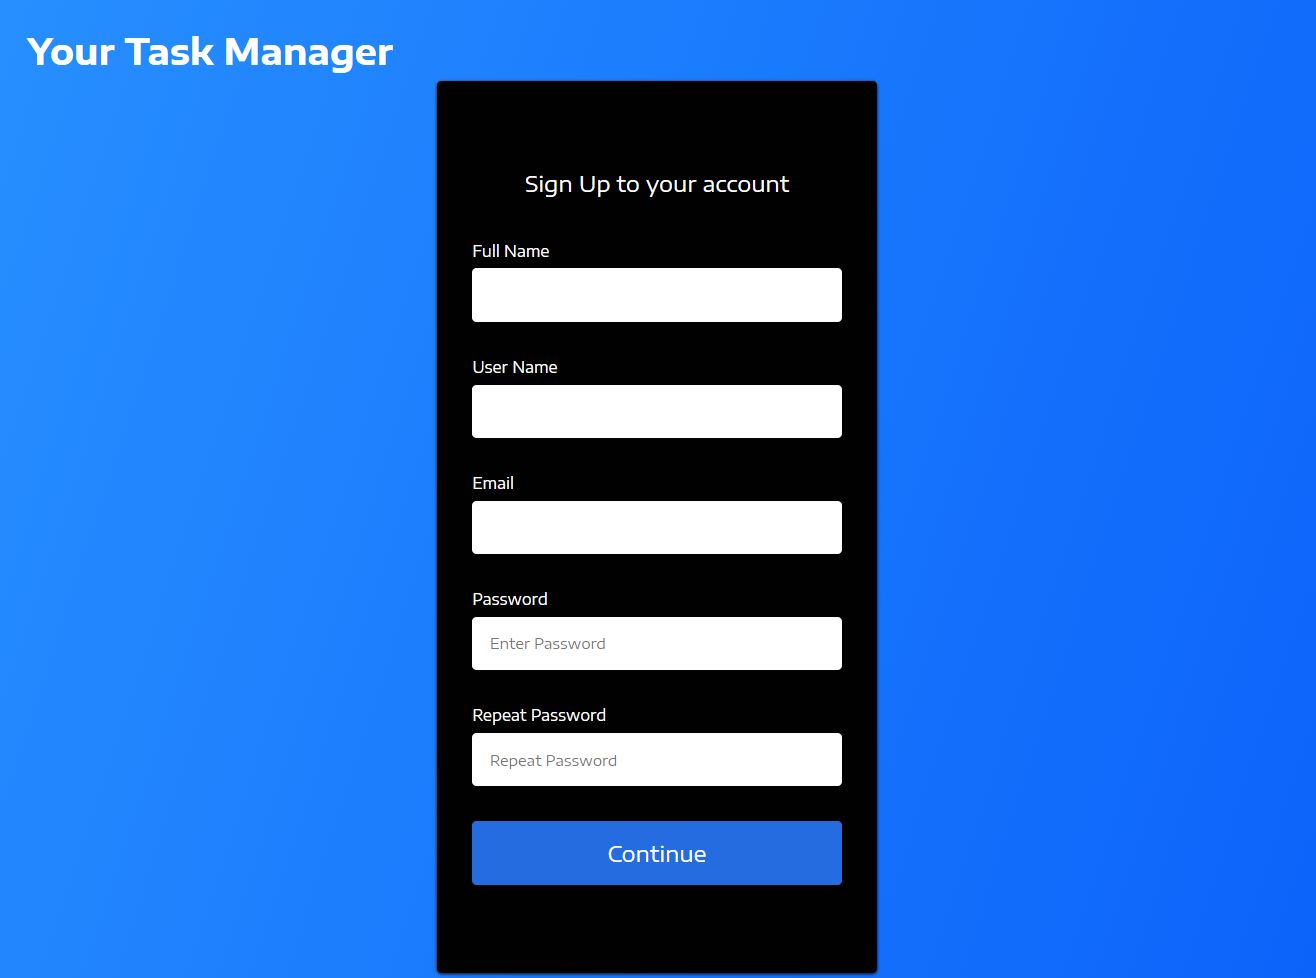 Your Task Manager
Sign Up to your account
Full Name
User Name
Email
Password
Enter Password
Repeat Password
Repeat Password
Continue